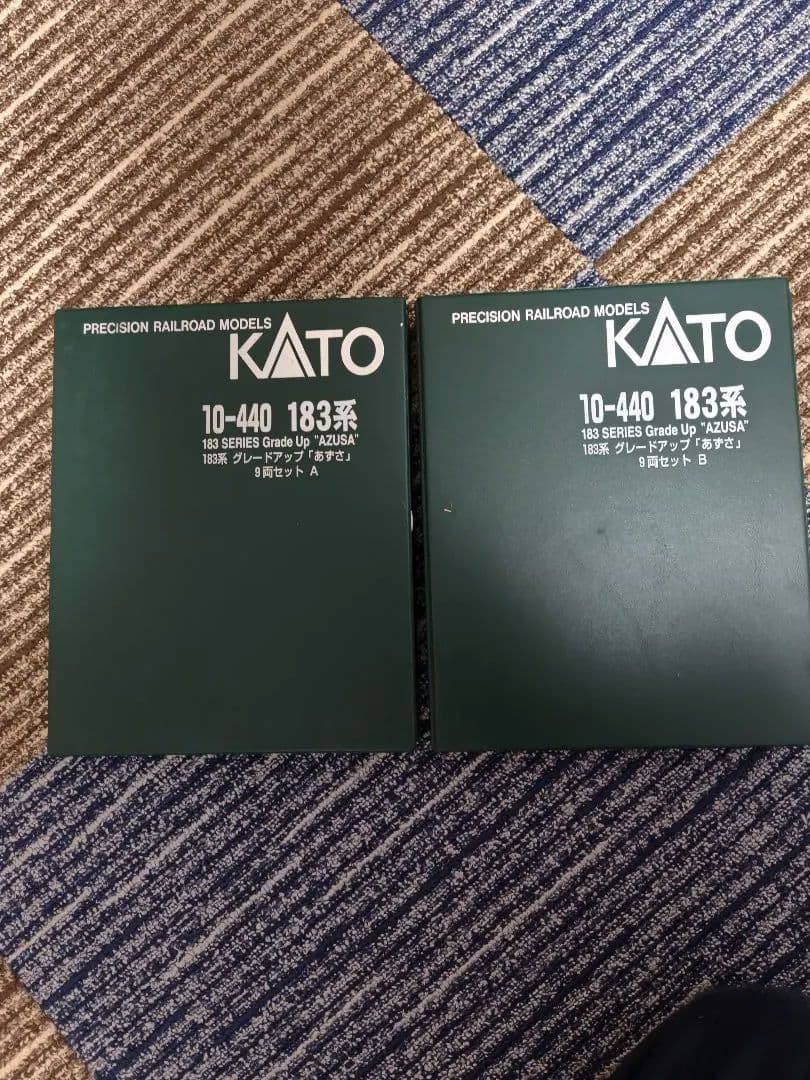 PRECISION RAILROAD MODELS
KATO
10-440 183系
183 SERIES Grade Up "AZUSA"
183系 グレードアップ「あずさ」
9両セット A
PRECISION RAILROAD MODELS
KATO
10-440 183系
183 SERIES Grade Up "AZUSA"
183系 グレードアップ「あずさ」
9両セット B